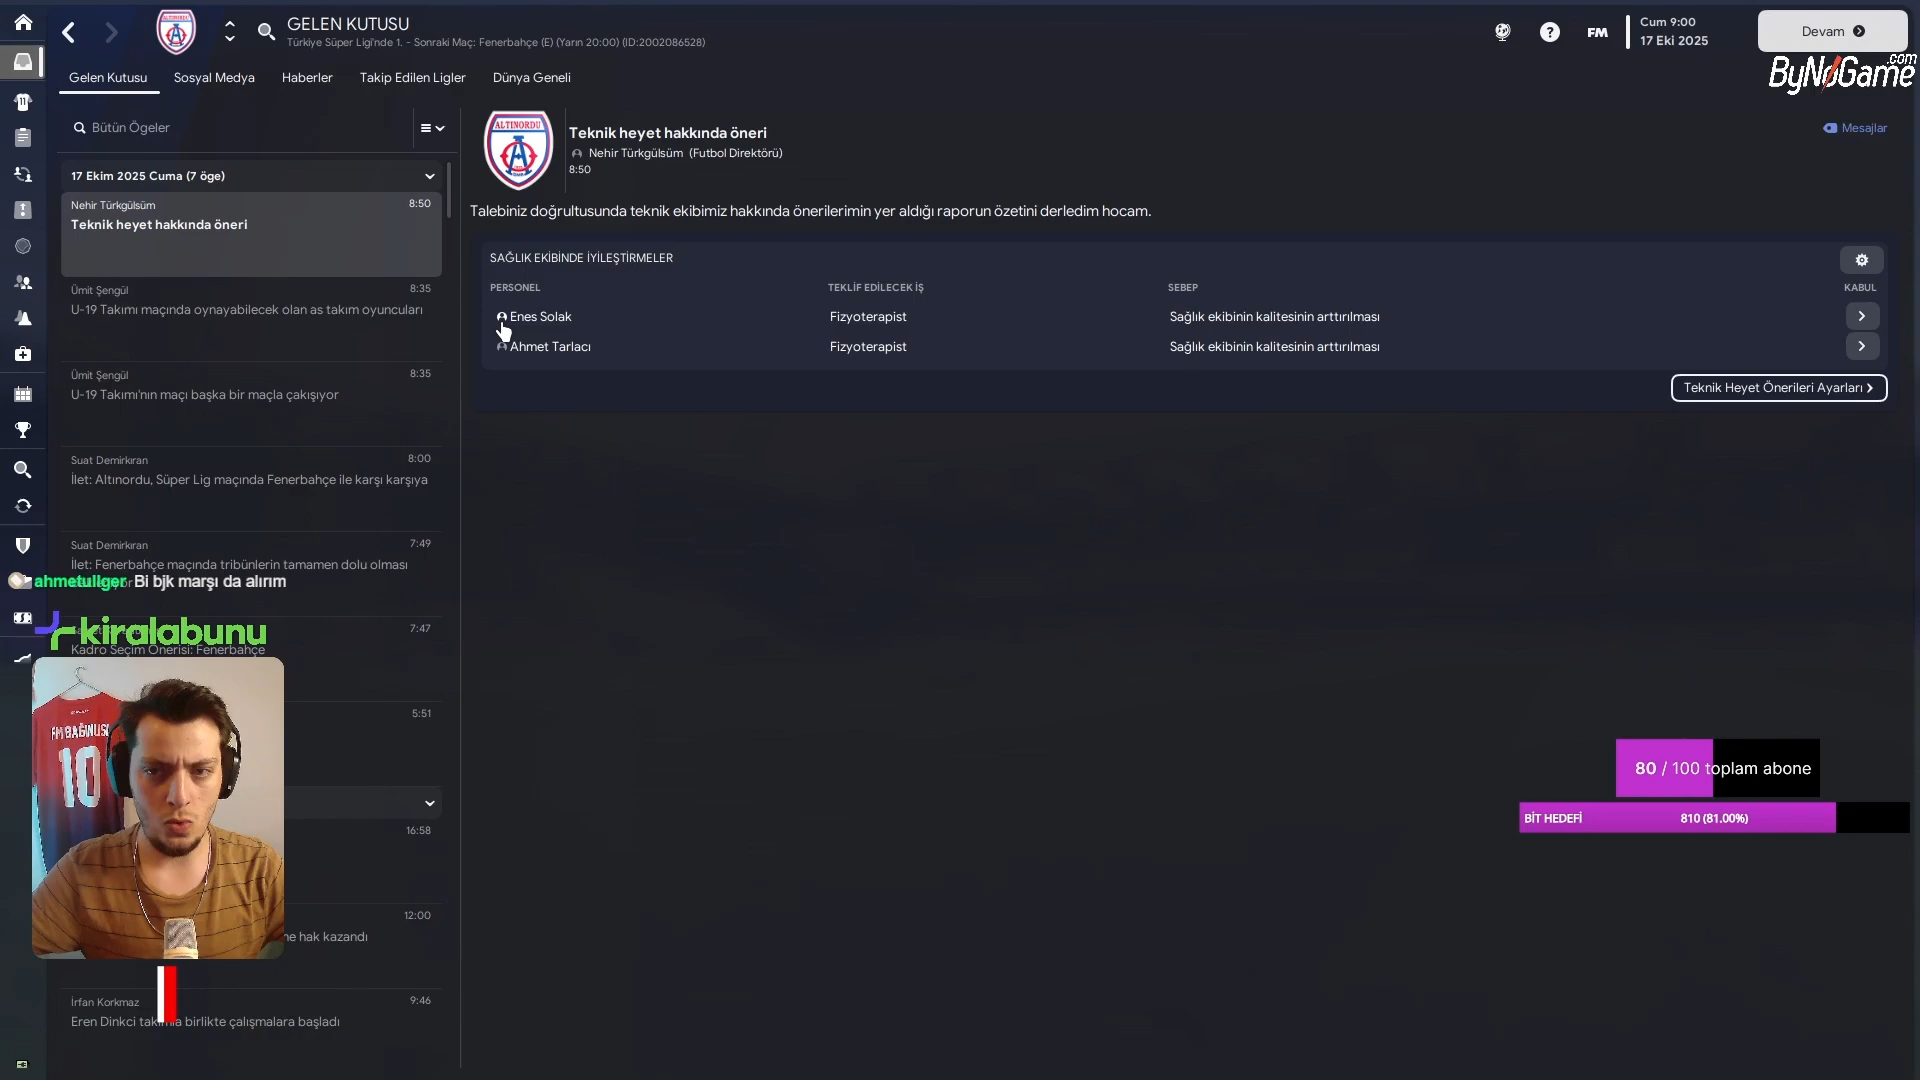 GELEN KUTUSU
Türkiye Süper Ligi'nde 1. - Sonraki Maç: Fenerbahçe (E) (Yarın 20:00) (ID:2002086528)
FM
Cum 9:00
17 Eki 2025
Devam
ByNoGame.com
Gelen Kutusu
Sosyal Medya
Haberler
Takip Edilen Ligler
Dünya Geneli
Bütün Ögeler
17 Ekim 2025 Cuma (7 öge)
Nehir Türkgülsüm 8:50
Teknik heyet hakkında öneri
Ümit Şengül 8:35
U-19 Takımı maçında oynayabilecek olan as takım oyuncuları
Ümit Şengül 8:35
U-19 Takımı'nın maçı başka bir maçla çakışıyor
Suat Demirkıran 8:00
İlet: Altınordu, Süper Lig maçında Fenerbahçe ile karşı karşıya
Suat Demirkıran 7:49
İlet: Fenerbahçe maçında tribünlerin tamamen dolu olması
ahmetuliger Bi bjk marşı da alırım
kiralabunu
7:47
Kadro Seçim Önerisi: Fenerbahçe
5:51
16:58
12:00
ne hak kazandı
İrfan Korkmaz 9:46
Eren Dinkci takımla birlikte çalışmalara başladı
FM BAĞIMLISI
10
ALTINORDU
Teknik heyet hakkında öneri
Nehir Türkgülsüm (Futbol Direktörü)
8:50
Mesajlar
Talebiniz doğrultusunda teknik ekibimiz hakkında önerilerimin yer aldığı raporun özetini derledim hocam.
SAĞLIK EKİBİNDE İYİLEŞTİRMELER
PERSONEL TEKLİF EDİLECEK İŞ SEBEP KABUL
Enes Solak Fizyoterapist Sağlık ekibinin kalitesinin arttırılması
Ahmet Tarlacı Fizyoterapist Sağlık ekibinin kalitesinin arttırılması
Teknik Heyet Önerileri Ayarları
80 / 100 toplam abone
BİT HEDEFİ 810 (81.00%)